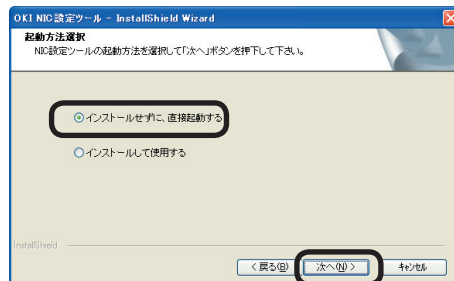 OKI NIC設定ツール - InstallShield Wizard
起動方法選択
NIC設定ツールの起動方法を選択して「次へ」ボタンを押下して下さい。
インストールせずに、直接起動する
インストールして使用する
InstallShield
< 戻る(B)
次へ(N) >
キャンセル